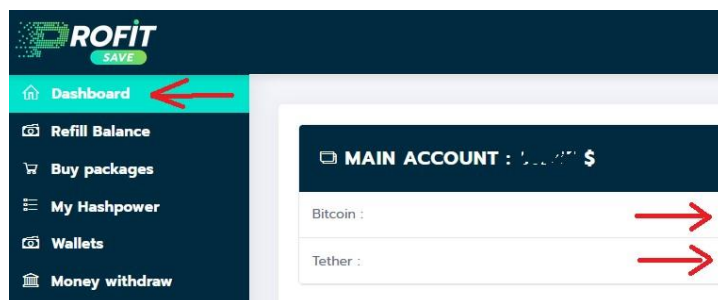 PROFIT
SAVE
Dashboard
Refill Balance
Buy packages
My Hashpower
Wallets
Money withdraw
MAIN ACCOUNT : $
Bitcoin :
Tether :